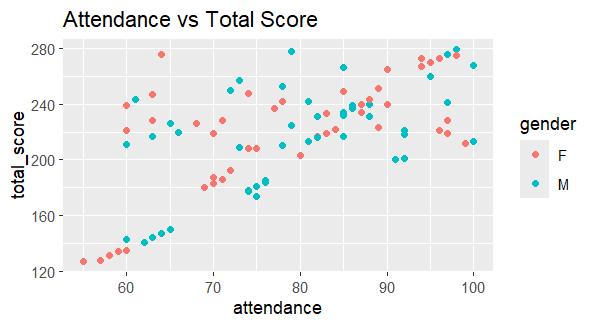 Attendance vs Total Score
280
240
200
160
120
total_score
60
70
80
90
100
attendance
gender
F
M